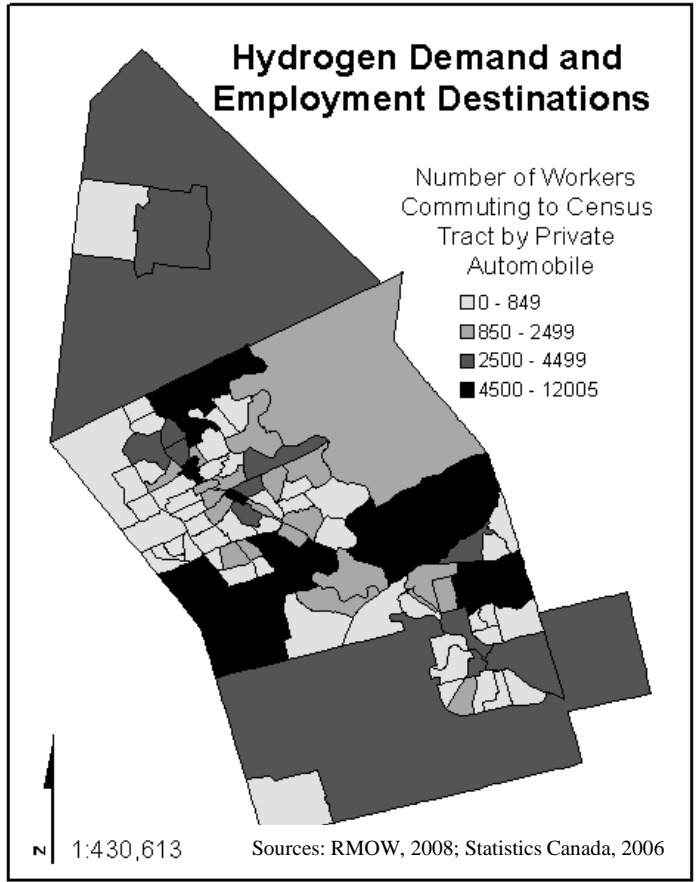 Hydrogen Demand and
Employment Destinations
Number of Workers
Commuting to Census
Tract by Private
Automobile
0 - 849
850 - 2499
2500 - 4499
4500 - 12005
N
1:430,613
Sources: RMOW, 2008; Statistics Canada, 2006